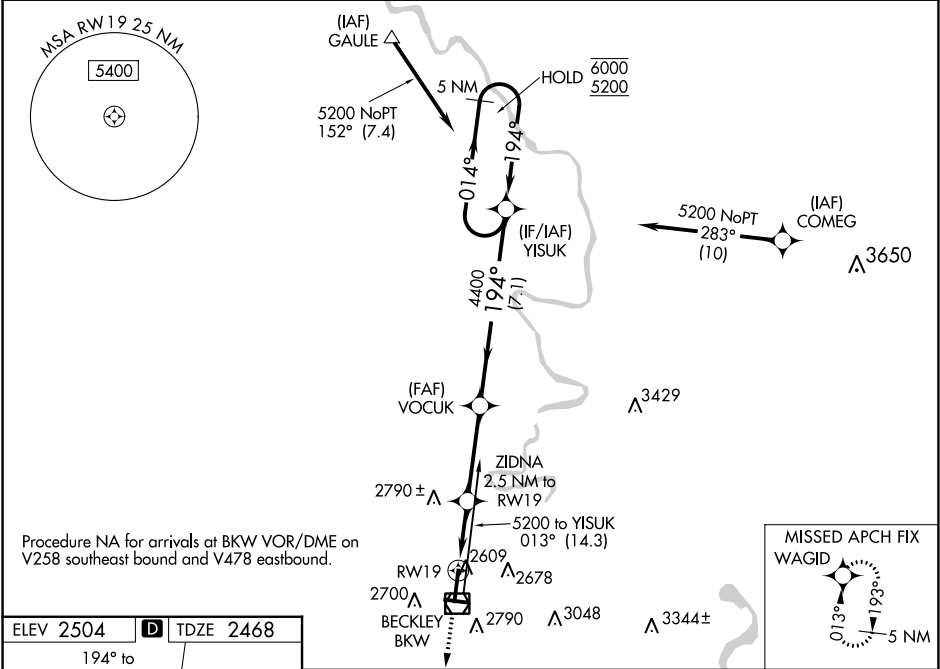 MSA RW19 25 NM
5400
(IAF)
GAULE
5200 NoPT
152° (7.4)
5 NM
HOLD
6000
5200
014°
194°
(IF/IAF)
YISUK
5200 NoPT
283°
(10)
(IAF)
COMEG
3650
4400
194°
(7.1)
(FAF)
VOCUK
3429
ZIDNA
2.5 NM to
RW19
2790 ±
5200 to YISUK
013° (14.3)
Procedure NA for arrivals at BKW VOR/DME on
V258 southeast bound and V478 eastbound.
RW19
2609
2678
2700
BECKLEY
BKW
2790
3048
3344±
MISSED APCH FIX
WAGID
013°
193°
5 NM
ELEV 2504 D TDZE 2468
194° to